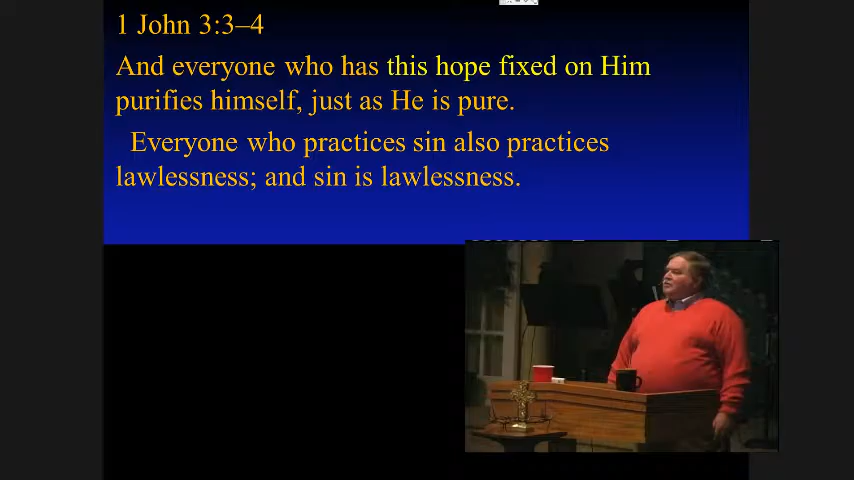 1 John 3:3–4
And everyone who has this hope fixed on Him
purifies himself, just as He is pure.
Everyone who practices sin also practices
lawlessness; and sin is lawlessness.